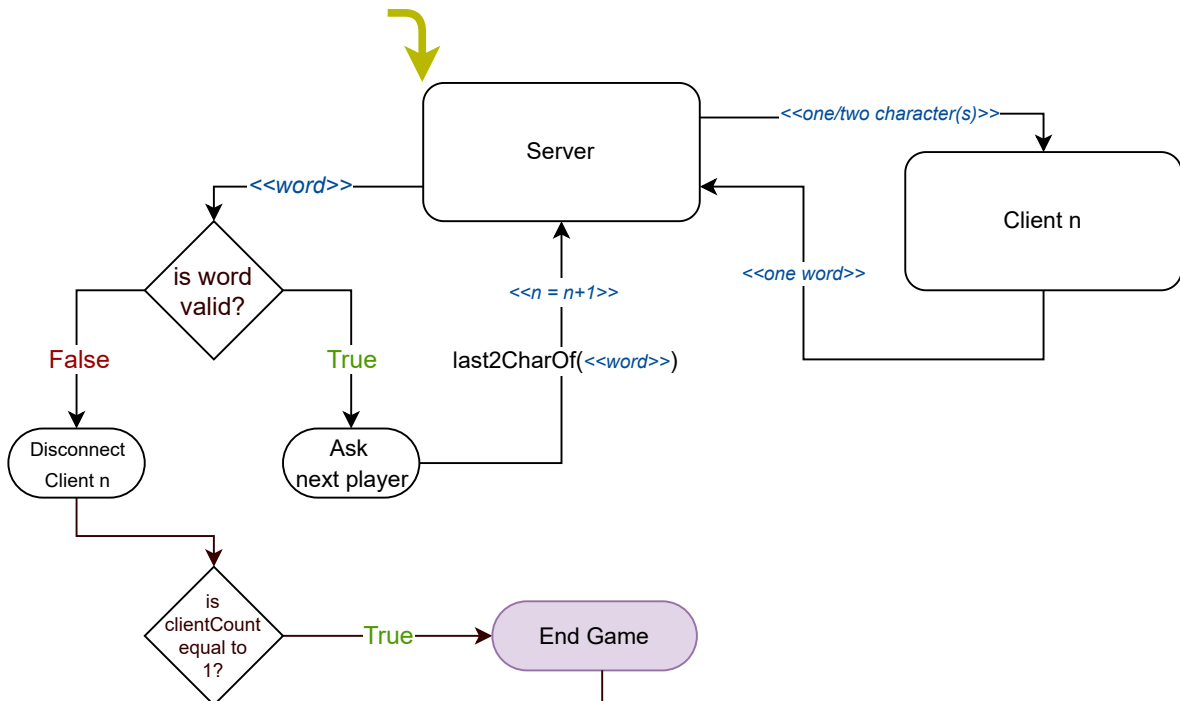 Server
<<one/two character(s)>>
Client n
<<word>>
<<one word>>
is word
valid?
<<n = n+1>>
False
True
last2CharOf(<<word>>)
Disconnect
Client n
Ask
next player
is
clientCount
equal to
1?
True
End Game